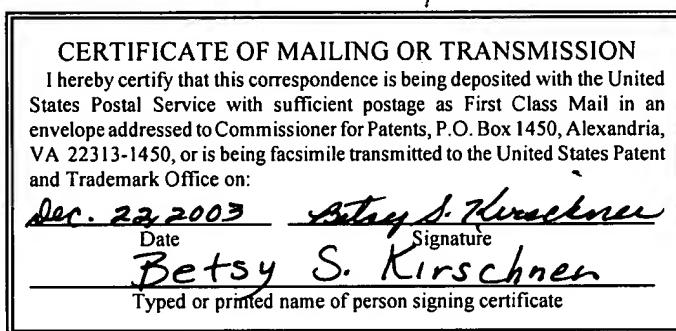 CERTIFICATE OF MAILING OR TRANSMISSION
I hereby certify that this correspondence is being deposited with the United
States Postal Service with sufficient postage as First Class Mail in an
envelope addressed to Commissioner for Patents, P.O. Box 1450, Alexandria,
VA 22313-1450, or is being facsimile transmitted to the United States Patent
and Trademark Office on:
Dec. 22, 2003 Betsy S. Kirschner
Date Signature
Betsy S. Kirschner
Typed or printed name of person signing certificate